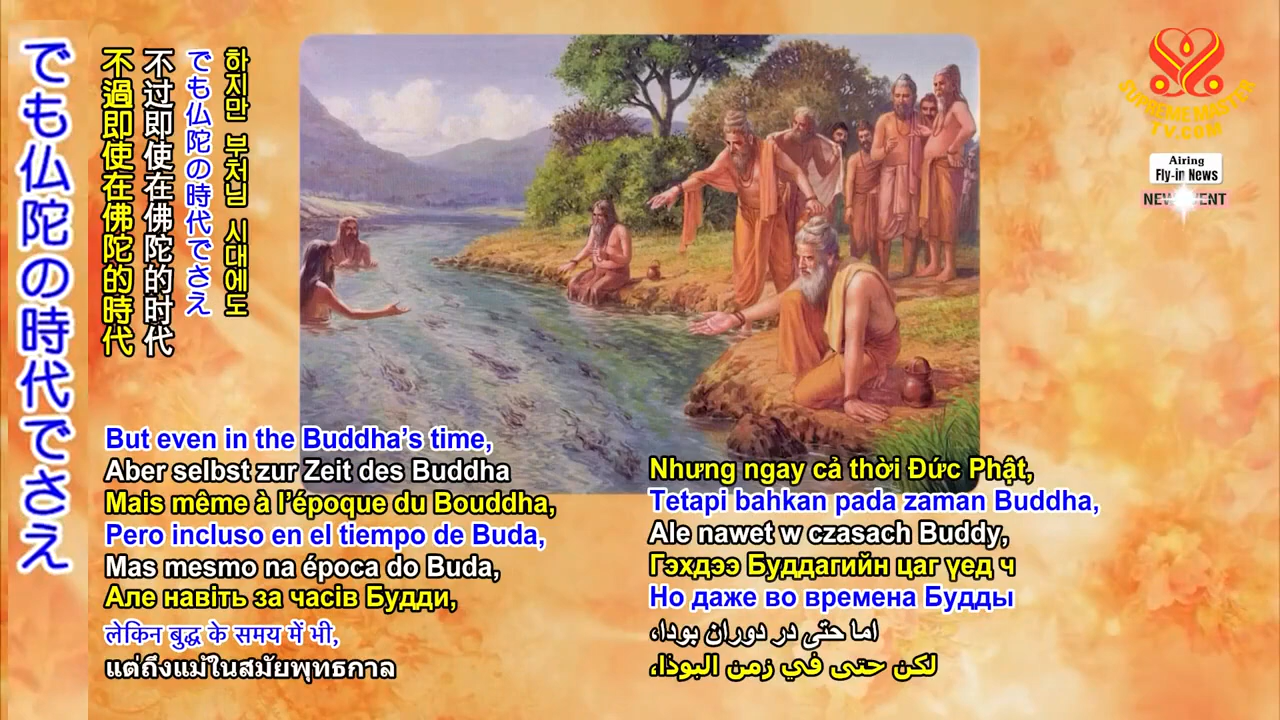 でも仏陀の時代でさえ
不過即使在佛陀的時代
不过即使在佛陀的时代
でも仏陀の時代でさえ
하지만 부처님 시대에도
SUPREMEMASTER
TV.COM
Airing
Fly-in News
But even in the Buddha’s time,
Aber selbst zur Zeit des Buddha
Mais même à l’époque du Bouddha,
Pero incluso en el tiempo de Buda,
Mas mesmo na época do Buda,
Але навіть за часів Будди,
लेकिन बुद्ध के समय में भी,
แต่ถึงแม้ในสมัยพุทธกาล
Nhưng ngay cả thời Đức Phật,
Tetapi bahkan pada zaman Buddha,
Ale nawet w czasach Buddy,
Гэхдээ Буддагийн цаг үед ч
Но даже во времена Будды
اما حتی در دوران بودا،
لكن حتى في زمن البوذا،